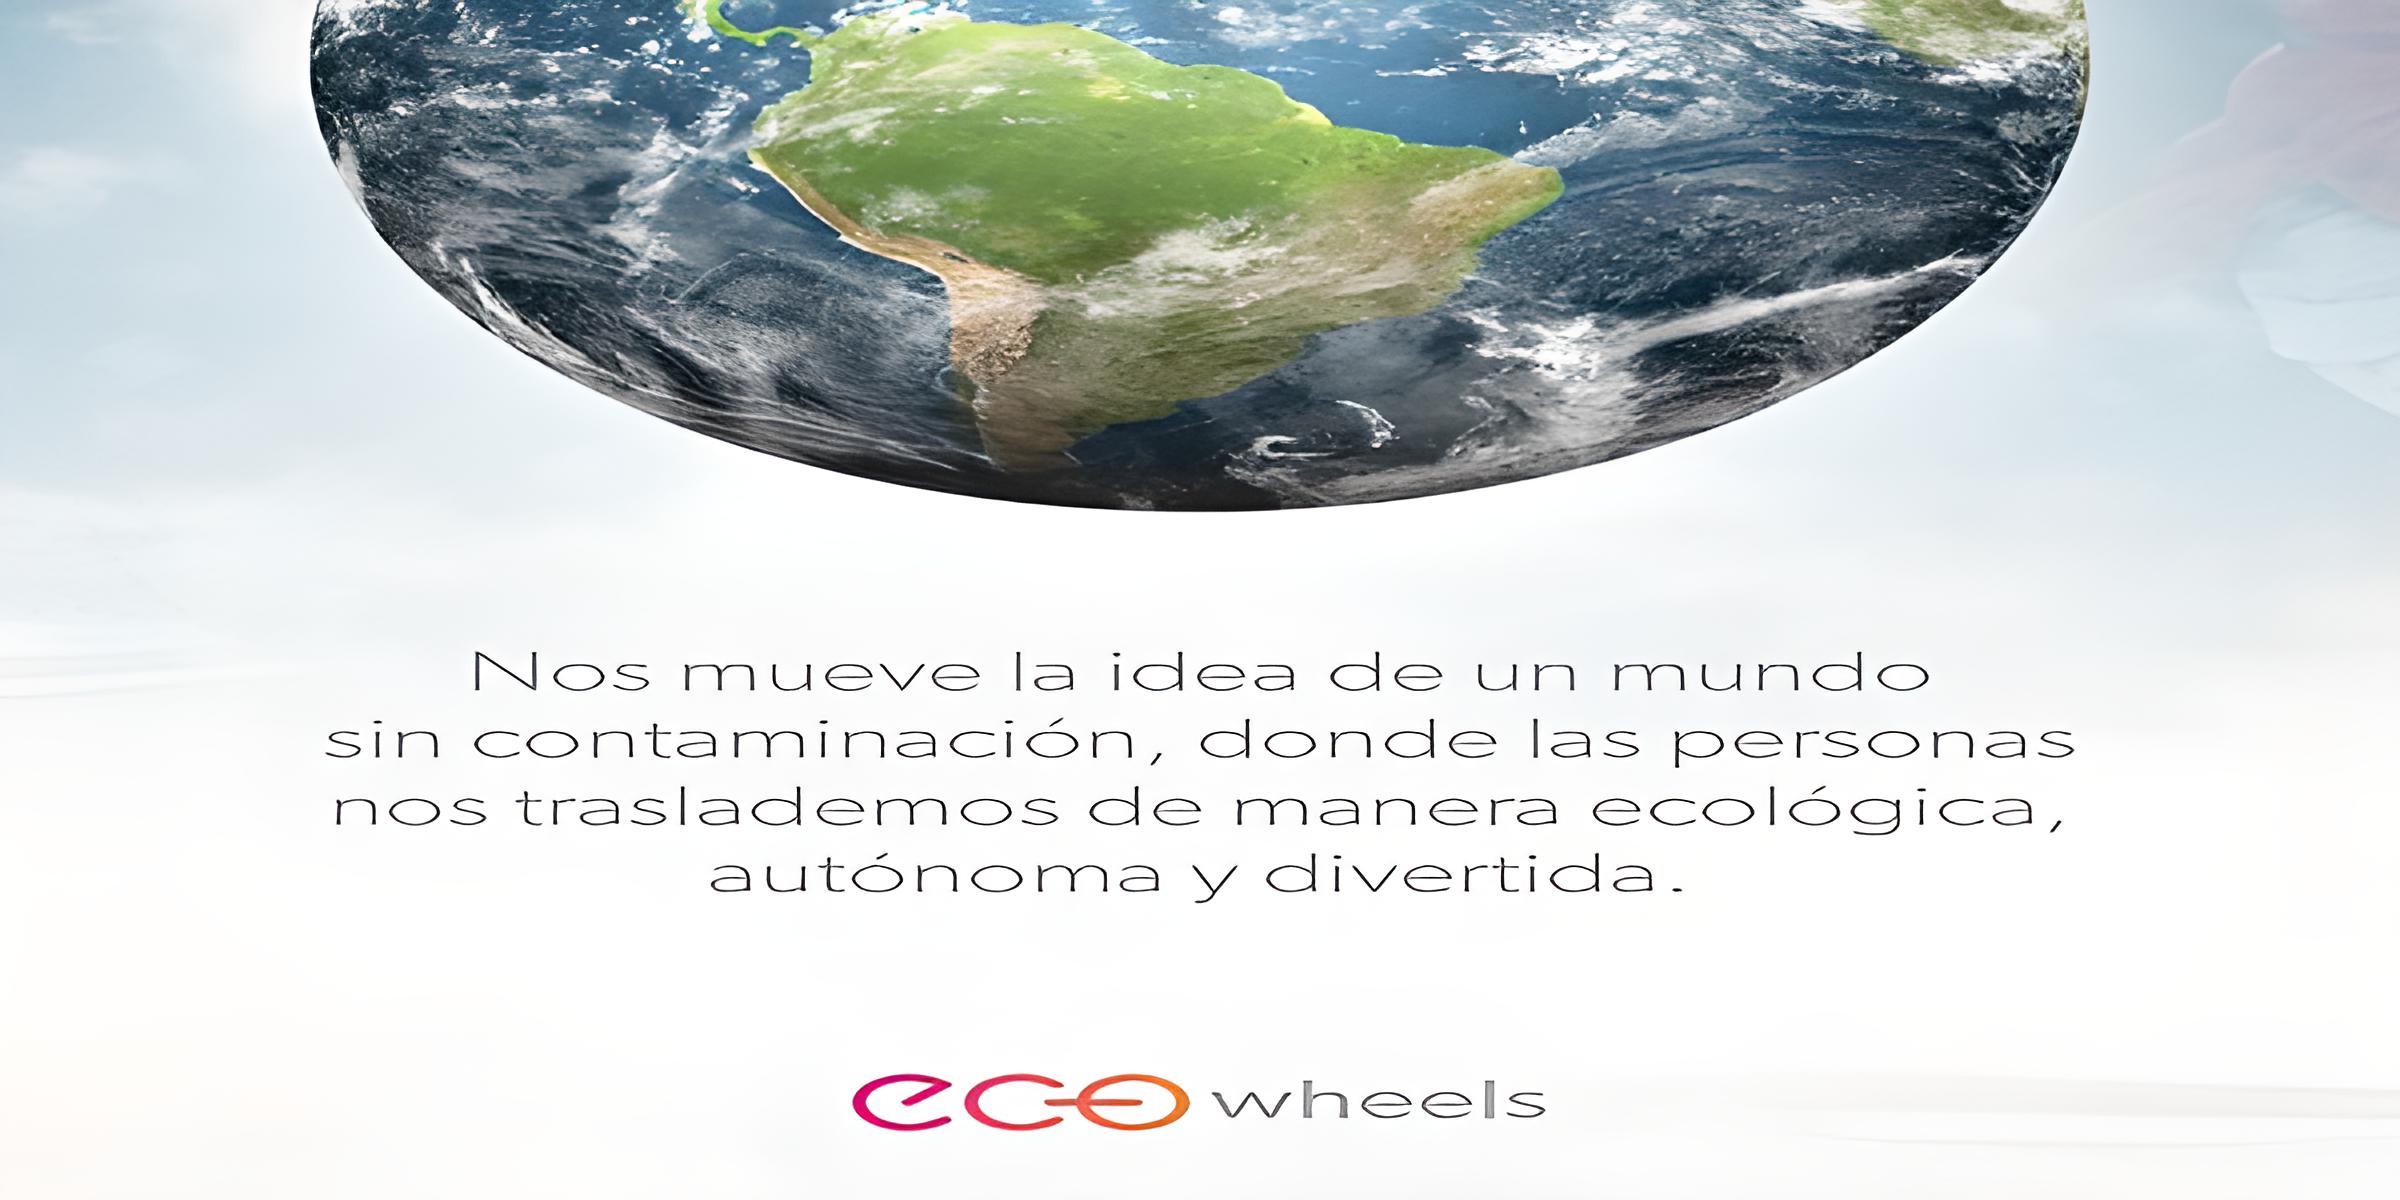 Nos mueve la idea de un mundo
sin contaminación, donde las personas
nos traslademos de manera ecológica,
autónoma y divertida.
eco wheels